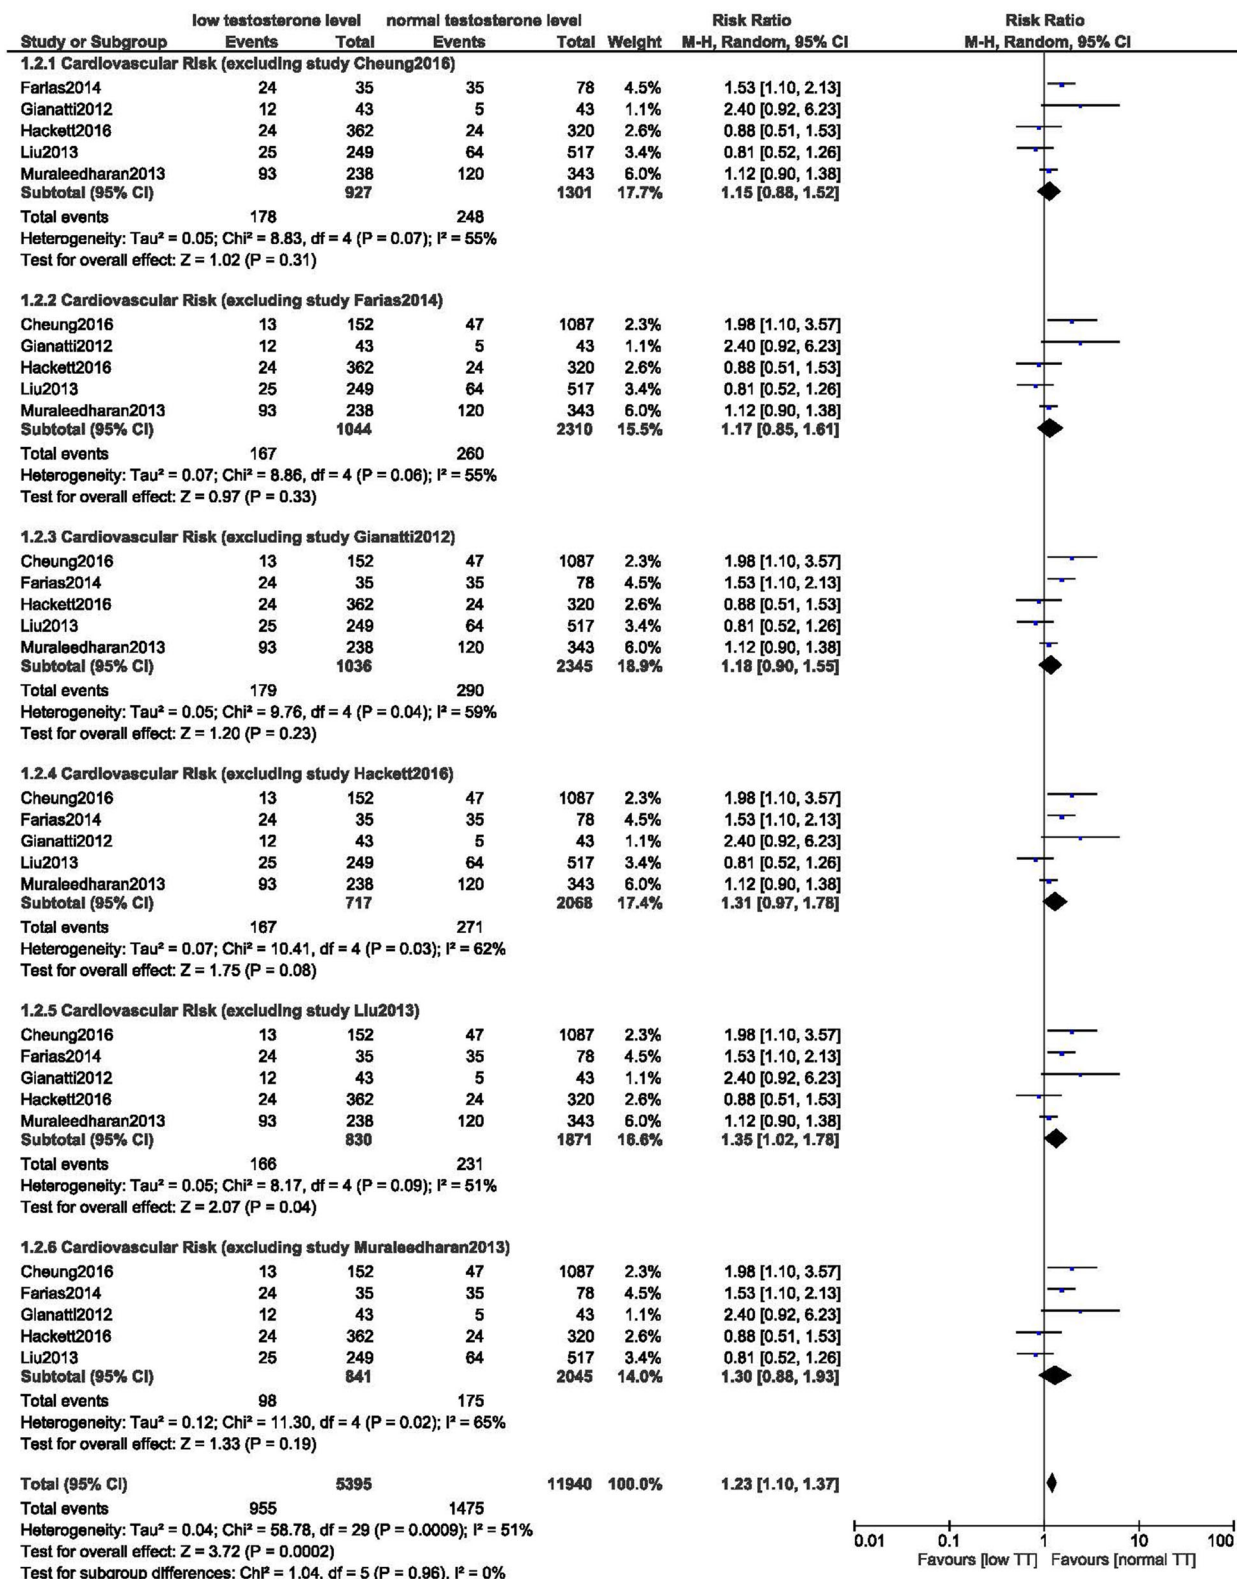 low testosterone level normal testosterone level Risk Ratio Risk Ratio
Study or Subgroup Events Total Events Total Weight M-H, Random, 95% CI M-H, Random, 95% CI
1.2.1 Cardiovascular Risk (excluding study Cheung2016)
Farias2014 24 35 35 78 4.5% 1.53 [1.10, 2.13]
Gianatti2012 12 43 5 43 1.1% 2.40 [0.92, 6.23]
Hackett2016 24 362 24 320 2.6% 0.88 [0.51, 1.53]
Liu2013 25 249 64 517 3.4% 0.81 [0.52, 1.26]
Muraleedharan2013 93 238 120 343 6.0% 1.12 [0.90, 1.38]
Subtotal (95% CI) 927 1301 17.7% 1.15 [0.88, 1.52]
Total events 178 248
Heterogeneity: Tau² = 0.05; Chi² = 8.83, df = 4 (P = 0.07); I² = 55%
Test for overall effect: Z = 1.02 (P = 0.31)
1.2.2 Cardiovascular Risk (excluding study Farias2014)
Cheung2016 13 152 47 1087 2.3% 1.98 [1.10, 3.57]
Gianatti2012 12 43 5 43 1.1% 2.40 [0.92, 6.23]
Hackett2016 24 362 24 320 2.6% 0.88 [0.51, 1.53]
Liu2013 25 249 64 517 3.4% 0.81 [0.52, 1.26]
Muraleedharan2013 93 238 120 343 6.0% 1.12 [0.90, 1.38]
Subtotal (95% CI) 1044 2310 15.5% 1.17 [0.85, 1.61]
Total events 167 260
Heterogeneity: Tau² = 0.07; Chi² = 8.86, df = 4 (P = 0.06); I² = 55%
Test for overall effect: Z = 0.97 (P = 0.33)
1.2.3 Cardiovascular Risk (excluding study Gianatti2012)
Cheung2016 13 152 47 1087 2.3% 1.98 [1.10, 3.57]
Farias2014 24 35 35 78 4.5% 1.53 [1.10, 2.13]
Hackett2016 24 362 24 320 2.6% 0.88 [0.51, 1.53]
Liu2013 25 249 64 517 3.4% 0.81 [0.52, 1.26]
Muraleedharan2013 93 238 120 343 6.0% 1.12 [0.90, 1.38]
Subtotal (95% CI) 1036 2345 18.9% 1.18 [0.90, 1.55]
Total events 179 290
Heterogeneity: Tau² = 0.05; Chi² = 9.76, df = 4 (P = 0.04); I² = 59%
Test for overall effect: Z = 1.20 (P = 0.23)
1.2.4 Cardiovascular Risk (excluding study Hackett2016)
Cheung2016 13 152 47 1087 2.3% 1.98 [1.10, 3.57]
Farias2014 24 35 35 78 4.5% 1.53 [1.10, 2.13]
Gianatti2012 12 43 5 43 1.1% 2.40 [0.92, 6.23]
Liu2013 25 249 64 517 3.4% 0.81 [0.52, 1.26]
Muraleedharan2013 93 238 120 343 6.0% 1.12 [0.90, 1.38]
Subtotal (95% CI) 717 2068 17.4% 1.31 [0.97, 1.78]
Total events 167 271
Heterogeneity: Tau² = 0.07; Chi² = 10.41, df = 4 (P = 0.03); I² = 62%
Test for overall effect: Z = 1.75 (P = 0.08)
1.2.5 Cardiovascular Risk (excluding study Liu2013)
Cheung2016 13 152 47 1087 2.3% 1.98 [1.10, 3.57]
Farias2014 24 35 35 78 4.5% 1.53 [1.10, 2.13]
Gianatti2012 12 43 5 43 1.1% 2.40 [0.92, 6.23]
Hackett2016 24 362 24 320 2.6% 0.88 [0.51, 1.53]
Muraleedharan2013 93 238 120 343 6.0% 1.12 [0.90, 1.38]
Subtotal (95% CI) 830 1871 16.6% 1.35 [1.02, 1.78]
Total events 166 231
Heterogeneity: Tau² = 0.05; Chi² = 8.17, df = 4 (P = 0.09); I² = 51%
Test for overall effect: Z = 2.07 (P = 0.04)
1.2.6 Cardiovascular Risk (excluding study Muraleedharan2013)
Cheung2016 13 152 47 1087 2.3% 1.98 [1.10, 3.57]
Farias2014 24 35 35 78 4.5% 1.53 [1.10, 2.13]
Gianatti2012 12 43 5 43 1.1% 2.40 [0.92, 6.23]
Hackett2016 24 362 24 320 2.6% 0.88 [0.51, 1.53]
Liu2013 25 249 64 517 3.4% 0.81 [0.52, 1.26]
Subtotal (95% CI) 841 2045 14.0% 1.30 [0.88, 1.93]
Total events 98 175
Heterogeneity: Tau² = 0.12; Chi² = 11.30, df = 4 (P = 0.02); I² = 65%
Test for overall effect: Z = 1.33 (P = 0.19)
Total (95% CI) 5395 11940 100.0% 1.23 [1.10, 1.37]
Total events 955 1475
Heterogeneity: Tau² = 0.04; Chi² = 58.78, df = 29 (P = 0.0009); I² = 51%
Test for overall effect: Z = 3.72 (P = 0.0002)
Test for subgroup differences: Chi² = 1.04, df = 5 (P = 0.96), I² = 0%
0.01 0.1 1 10 100
Favours [low TT] Favours [normal TT]